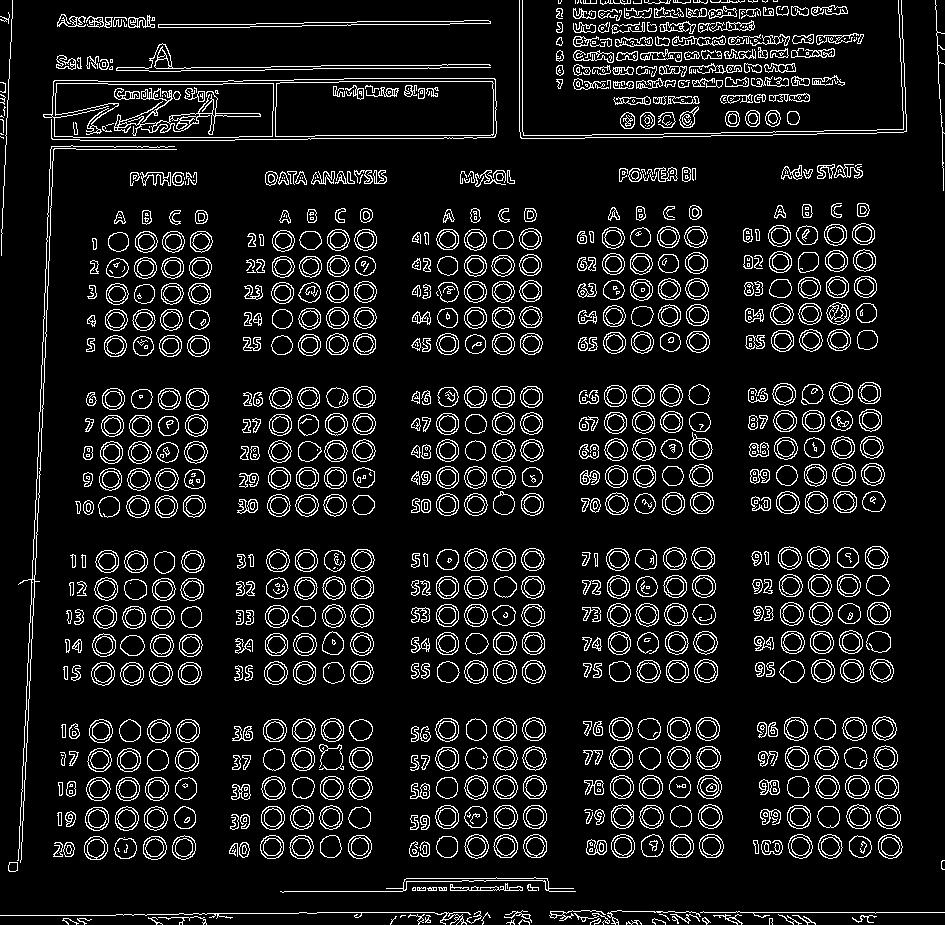 Assessment:
Set No: A
Candidate Sign:
Invigilator Sign:
2 Use only blue/ black ball point pen to fill the circles
3 Use of pencil is strictly prohibited
4 Circles should be darkened completely and properly
5 Cutting and erasing on this sheet is not allowed
6 Do not use any stray marks on the sheet
7 Do not use marker or white fluid to hide the mark
WRONG METHODS CORRECT METHOD
PYTHON DATA ANALYSIS MySQL POWER BI Adv STATS
A B C D A B C D A B C D A B C D A B C D
1 21 41 61 81
2 22 42 62 82
3 23 43 63 83
4 24 44 64 84
5 25 45 65 85
6 26 46 66 86
7 27 47 67 87
8 28 48 68 88
9 29 49 69 89
10 30 50 70 90
11 31 51 71 91
12 32 52 72 92
13 33 53 73 93
14 34 54 74 94
15 35 55 75 95
16 36 56 76 96
17 37 57 77 97
18 38 58 78 98
19 39 59 79 99
20 40 60 80 100